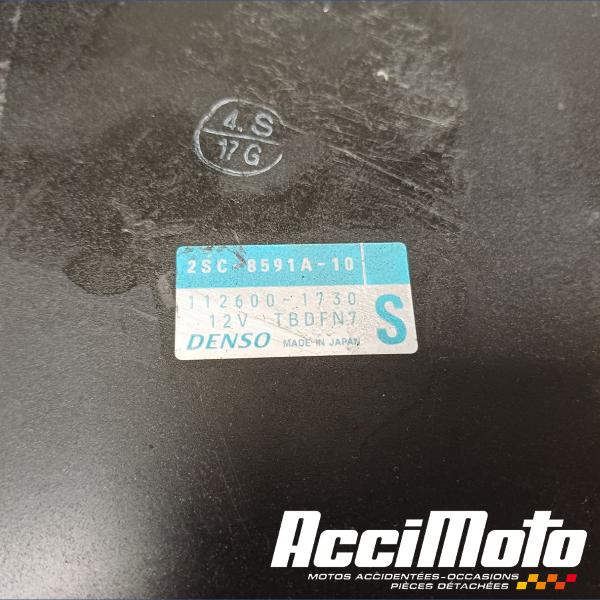 4.S
17G
2SC-8591A-10
112600-1730
12V TBDFN7
S
DENSO MADE IN JAPAN
AcciMoto
MOTOS ACCIDENTÉES-OCCASIONS
PIÈCES DÉTACHÉES